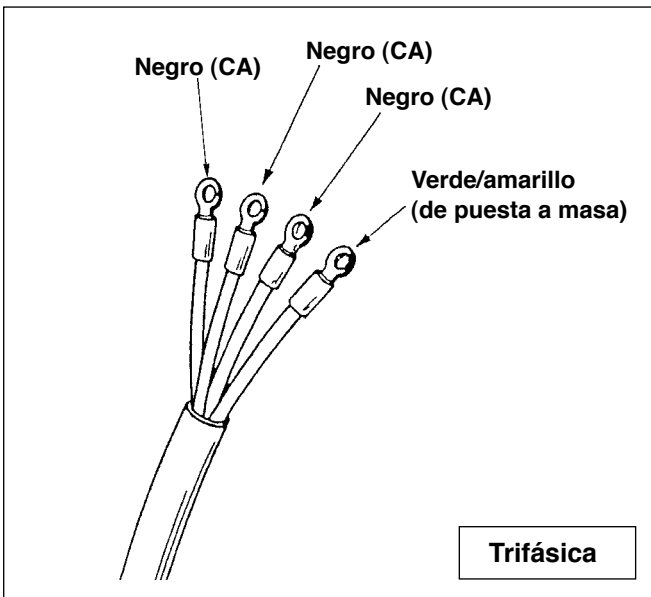 Negro (CA)
Negro (CA)
Negro (CA)
Verde/amarillo
(de puesta a masa)
Trifásica